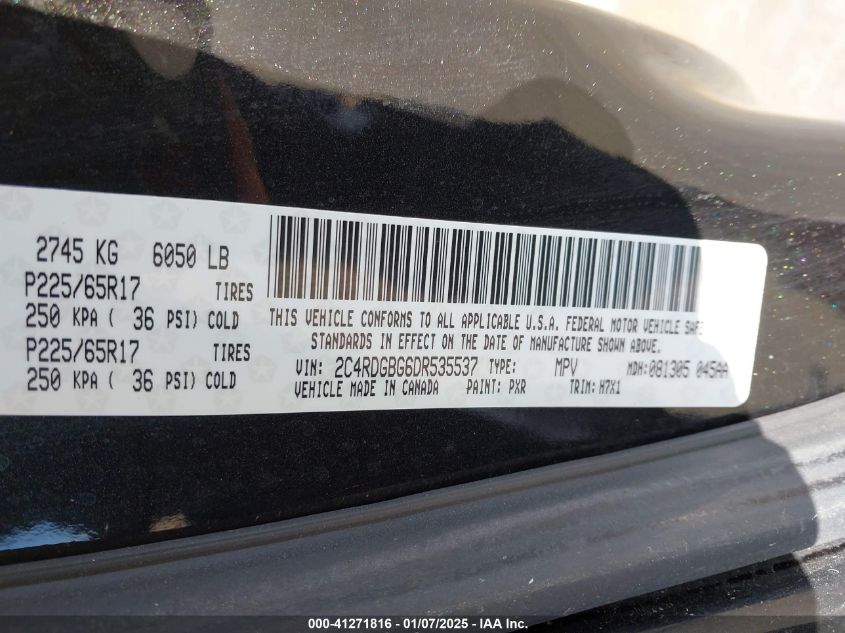 2745 KG 6050 LB
P225/65R17 TIRES
250 KPA ( 36 PSI) COLD
P225/65R17 TIRES
250 KPA ( 36 PSI) COLD
THIS VEHICLE CONFORMS TO ALL APPLICABLE U.S.A. FEDERAL MOTOR VEHICLE SAFE
STANDARDS IN EFFECT ON THE DATE OF MANUFACTURE SHOWN ABOVE.
VIN: 2C4RDGBG6DR535537 TYPE: MPV MDH: 081305 045AA
VEHICLE MADE IN CANADA PAINT: PXR TRIM: H7X1
000-41271816 - 01/07/2025 - IAA Inc.